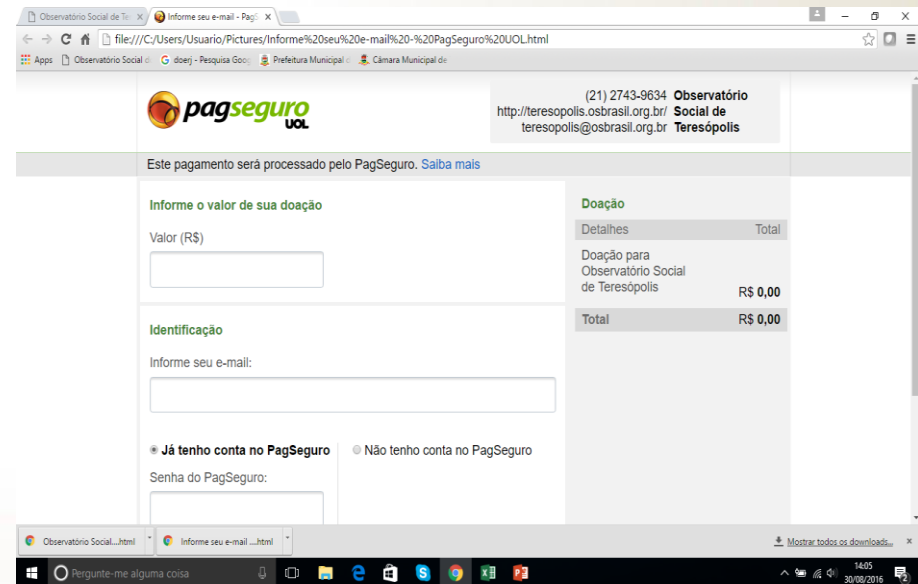 Observatório Social de Ter
Informe seu e-mail - PagS
file:///C:/Users/Usuario/Pictures/Informe%20seu%20e-mail%20-%20PagSeguro%20UOL.html
Apps Observatório Social d doerj - Pesquisa Goog Prefeitura Municipal d Câmara Municipal de
pagseguro
UOL
(21) 2743-9634 Observatório
http://teresopolis.osbrasil.org.br/ Social de
teresopolis@osbrasil.org.br Teresópolis
Este pagamento será processado pelo PagSeguro. Saiba mais
Informe o valor de sua doação
Valor (R$)
Doação
Detalhes Total
Doação para
Observatório Social
de Teresópolis R$ 0,00
Total R$ 0,00
Identificação
Informe seu e-mail:
Já tenho conta no PagSeguro Não tenho conta no PagSeguro
Senha do PagSeguro:
Observatório Social....html Informe seu e-mail ....html Mostrar todos os downloads...
Pergunte-me alguma coisa
14:05
30/08/2016